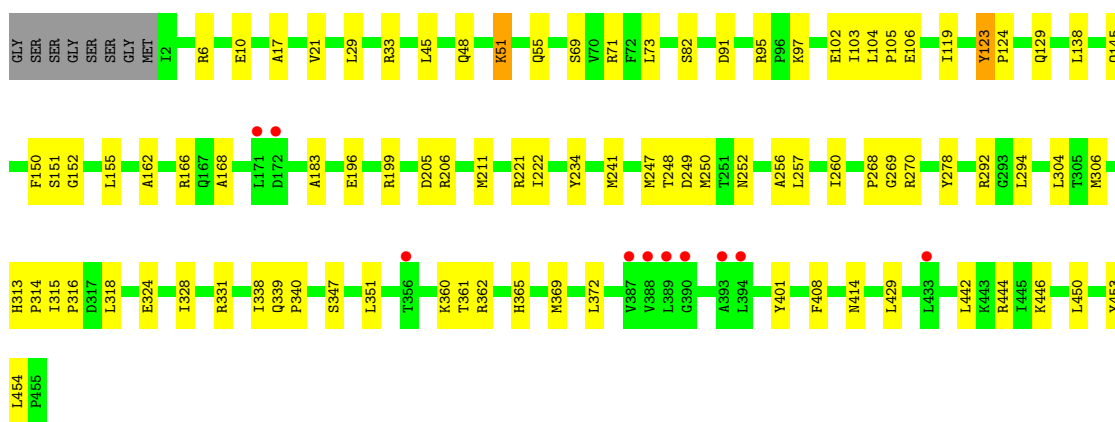 GLY SER SER GLY SER SER GLY MET I2 R6 E10 A17 V21 L29 R33 L45 Q48 K51 Q55 S69 V70 R71 F72 L73 S82 D91 R95 P96 K97 E102 I103 L104 P105 E106 I119 Y123 P124 Q129 L138 Q145
F150 S151 G152 L155 A162 R166 Q167 A168 L171 D172 A183 E196 R199 D205 R206 M211 R221 I222 Y234 M241 M247 T248 D249 M250 T251 N252 A256 L257 I260 P268 G269 R270 Y278 R292 G293 L294 L304 T305 M306
H313 P314 I315 P316 D317 L318 E324 I328 R331 I338 Q339 P340 S347 L351 T356 K360 T361 R362 H365 M369 L372 V387 V388 L389 G390 A393 L394 Y401 F408 N414 L429 L433 L442 K443 R444 I445 K446 L450 Y453
L454 P455